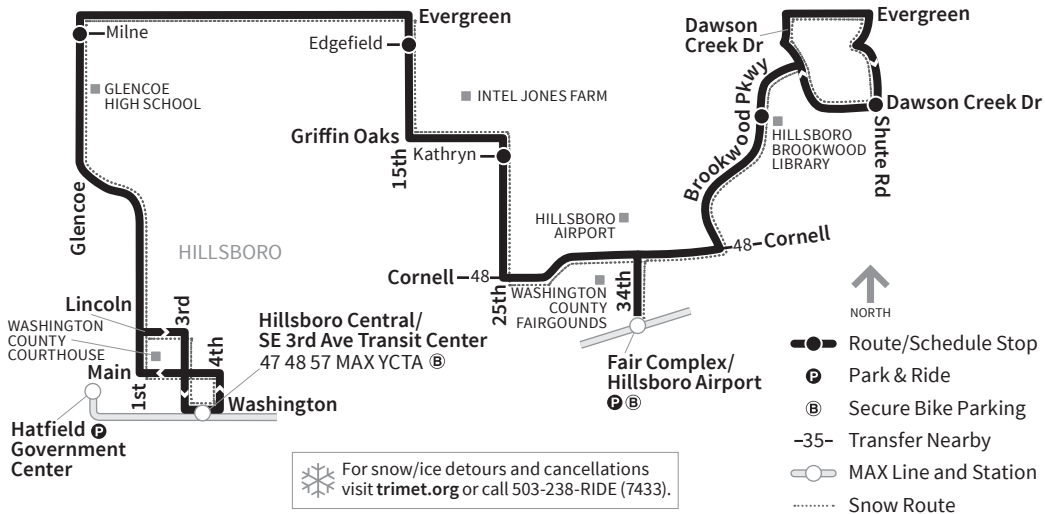 Evergreen
Milne
Edgefield
Dawson
Creek Dr
Evergreen
GLENCOE
HIGH SCHOOL
INTEL JONES FARM
Brookwood Pkwy
Dawson Creek Dr
Griffin Oaks
15th
Kathryn
HILLSBORO
BROOKWOOD
LIBRARY
Shute Rd
Glencoe
HILLSBORO
HILLSBORO
AIRPORT
Cornell –48–
25th
–48– Cornell
WASHINGTON
COUNTY
FAIRGOUNDS
34th
NORTH
Lincoln
3rd
WASHINGTON
COUNTY
COURTHOUSE
Main
1st
4th
Hillsboro Central/
SE 3rd Ave Transit Center
47 48 57 MAX YCTA B
Washington
Fair Complex/
Hillsboro Airport
P B
Hatfield P
Government
Center
Route/Schedule Stop
P Park & Ride
B Secure Bike Parking
–35– Transfer Nearby
MAX Line and Station
Snow Route
For snow/ice detours and cancellations
visit trimet.org or call 503-238-RIDE (7433).